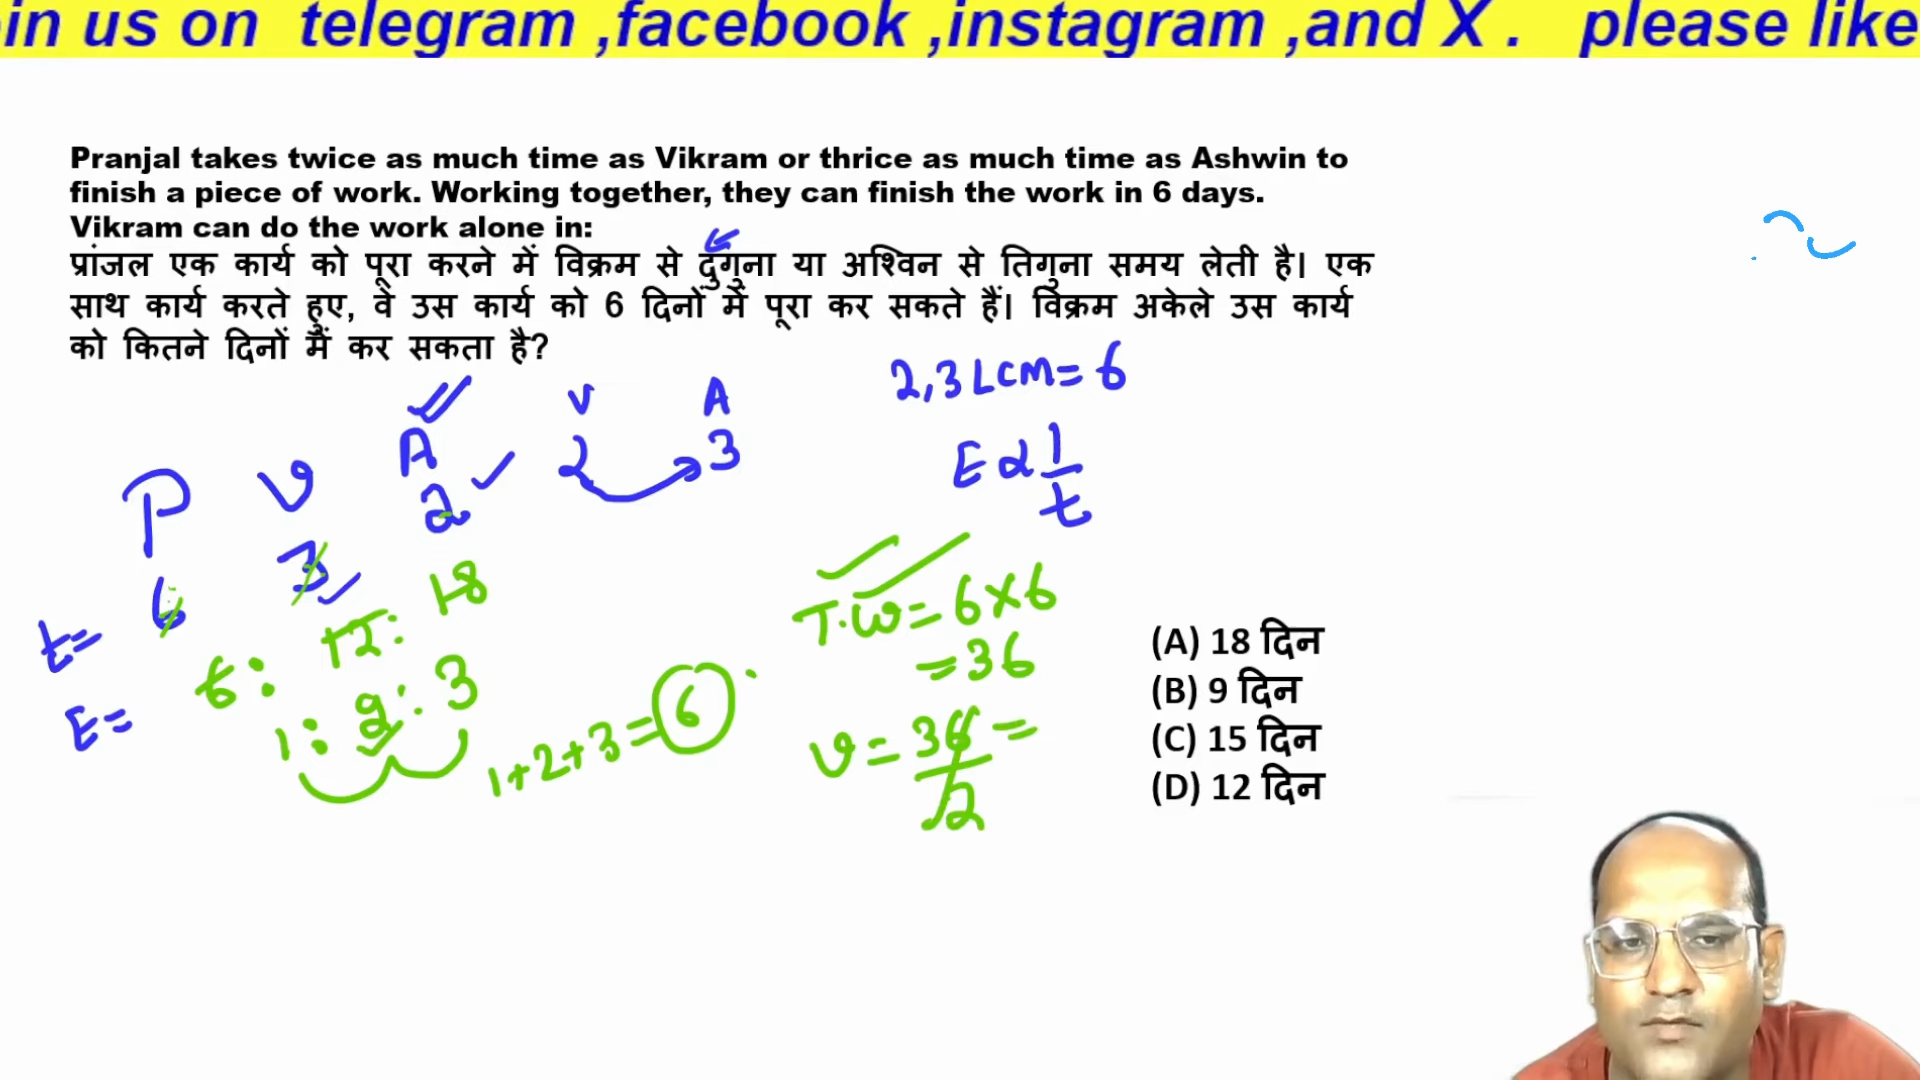 in us on telegram ,facebook ,instagram ,and X . please like
Pranjal takes twice as much time as Vikram or thrice as much time as Ashwin to
finish a piece of work. Working together, they can finish the work in 6 days.
Vikram can do the work alone in:
प्रांजल एक कार्य को पूरा करने में विक्रम से दुगुना या अश्विन से तिगुना समय लेती है। एक
साथ कार्य करते हुए, वे उस कार्य को 6 दिनों में पूरा कर सकते हैं। विक्रम अकेले उस कार्य
को कितने दिनों मैं कर सकता है?
2,3 LCM = 6
V A
2 3
P V A
t= 6 3 2
E ∝ 1/t
6: 12: 18
E= 1: 2: 3
1+2+3=6
T.W= 6×6
=36
V= 36/2 =
(A) 18 दिन
(B) 9 दिन
(C) 15 दिन
(D) 12 दिन